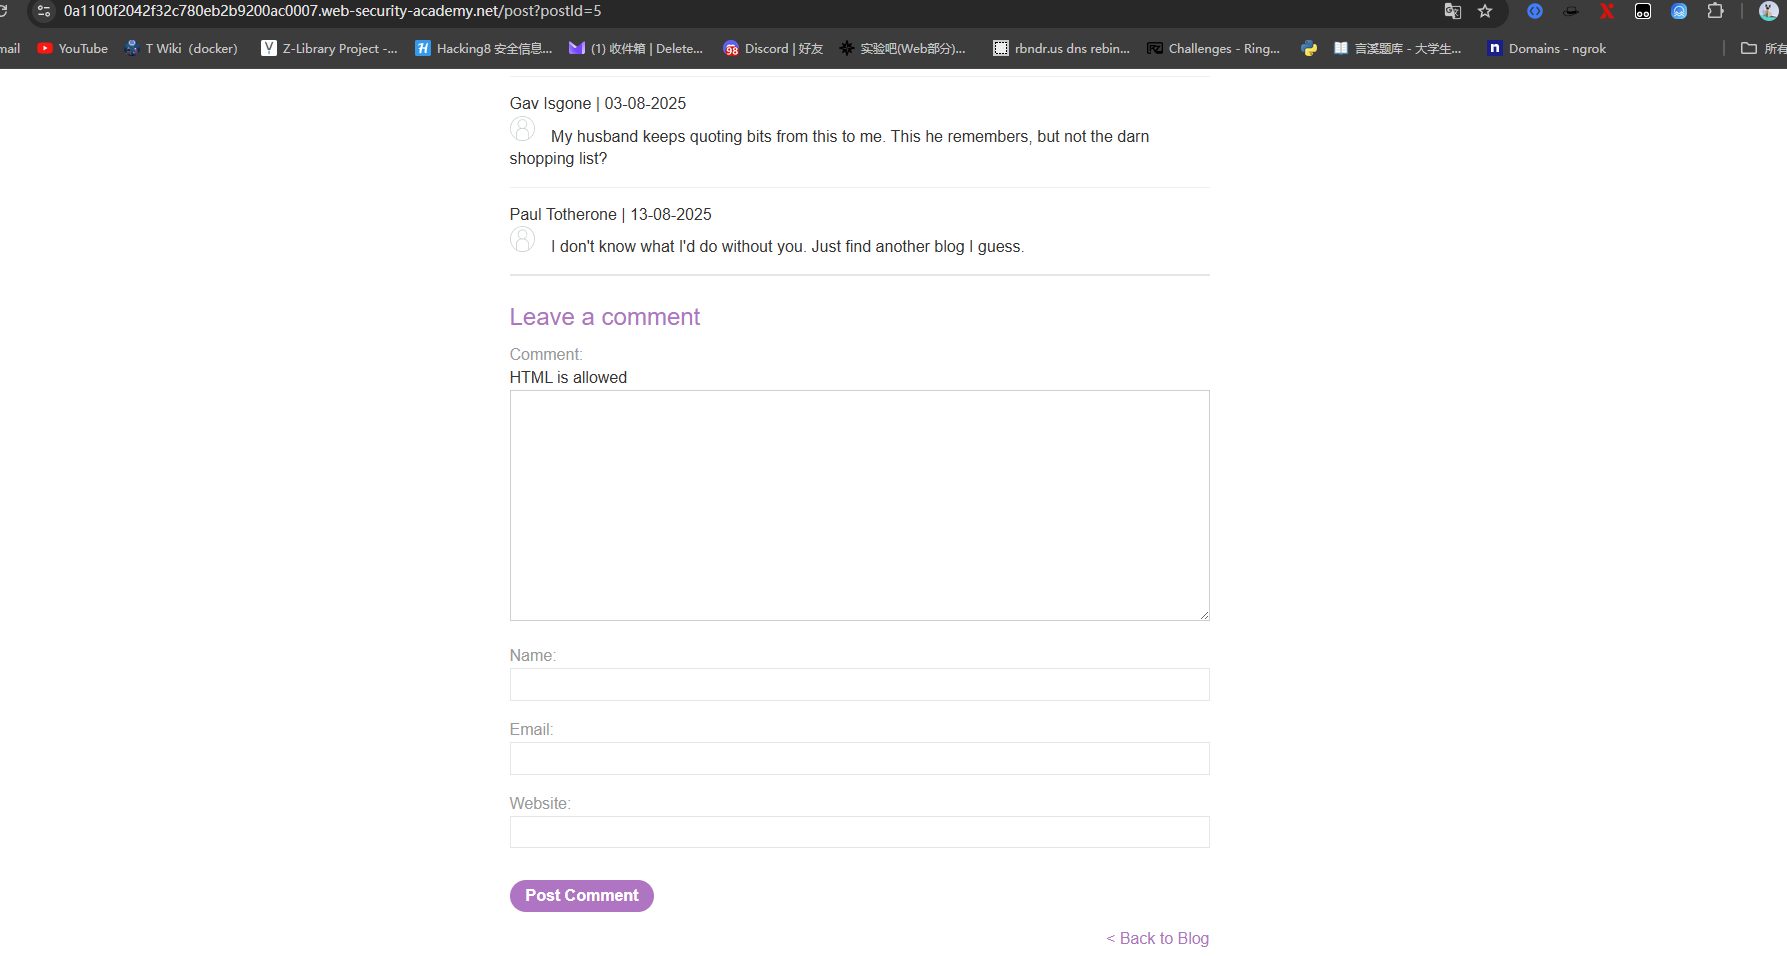 0a1100f2042f32c780eb2b9200ac0007.web-security-academy.net/post?postId=5
mail YouTube T Wiki（docker） Z-Library Project -... Hacking8 安全信息... (1) 收件箱 | Delete... Discord | 好友 实验吧(Web部分)... rbndr.us dns rebin... Challenges - Ring... 言溪题库 - 大学生... Domains - ngrok 所有
Gav Isgone | 03-08-2025
My husband keeps quoting bits from this to me. This he remembers, but not the darn
shopping list?
Paul Totherone | 13-08-2025
I don't know what I'd do without you. Just find another blog I guess.
Leave a comment
Comment:
HTML is allowed
Name:
Email:
Website:
Post Comment
< Back to Blog